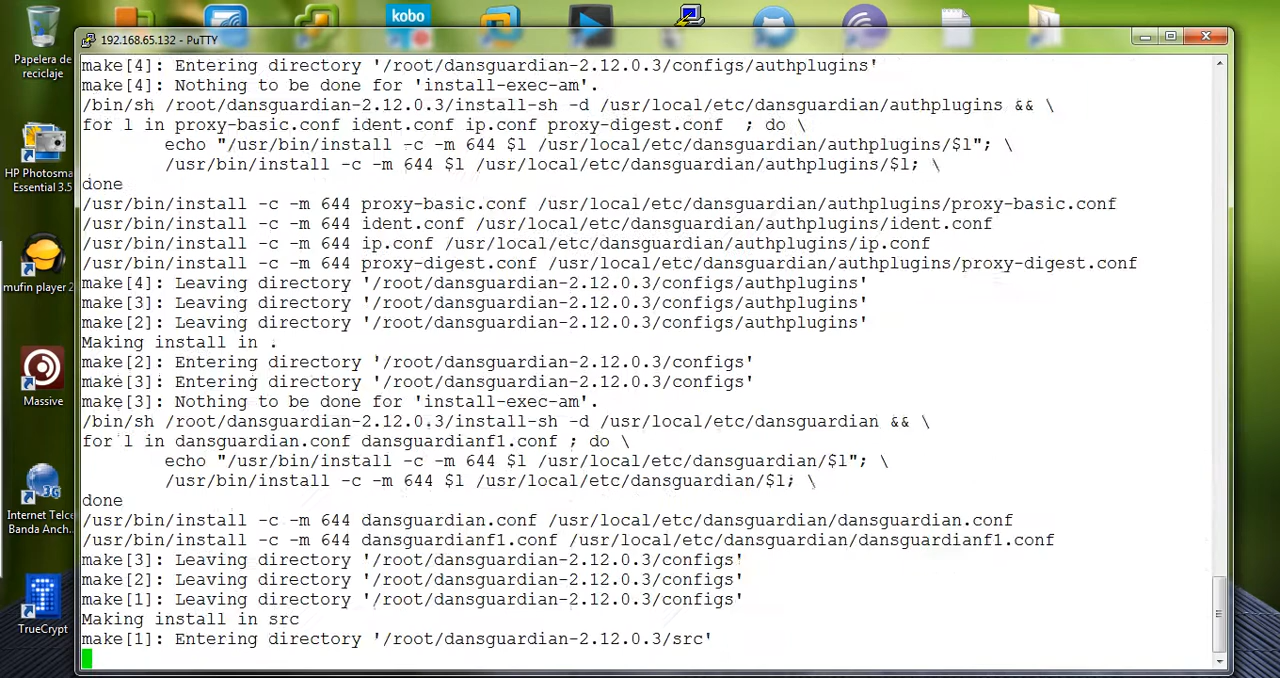 kobo
192.168.65.132 - PuTTY
Papelera de
reciclaje
HP Photosma
Essential 3.5
mufin player 2
Massive
Internet Telce
Banda Anch...
TrueCrypt
make[4]: Entering directory '/root/dansguardian-2.12.0.3/configs/authplugins'
make[4]: Nothing to be done for 'install-exec-am'.
/bin/sh /root/dansguardian-2.12.0.3/install-sh -d /usr/local/etc/dansguardian/authplugins && \
for l in proxy-basic.conf ident.conf ip.conf proxy-digest.conf  ; do \
        echo "/usr/bin/install -c -m 644 $l /usr/local/etc/dansguardian/authplugins/$l"; \
        /usr/bin/install -c -m 644 $l /usr/local/etc/dansguardian/authplugins/$l; \
done
/usr/bin/install -c -m 644 proxy-basic.conf /usr/local/etc/dansguardian/authplugins/proxy-basic.conf
/usr/bin/install -c -m 644 ident.conf /usr/local/etc/dansguardian/authplugins/ident.conf
/usr/bin/install -c -m 644 ip.conf /usr/local/etc/dansguardian/authplugins/ip.conf
/usr/bin/install -c -m 644 proxy-digest.conf /usr/local/etc/dansguardian/authplugins/proxy-digest.conf
make[4]: Leaving directory '/root/dansguardian-2.12.0.3/configs/authplugins'
make[3]: Leaving directory '/root/dansguardian-2.12.0.3/configs/authplugins'
make[2]: Leaving directory '/root/dansguardian-2.12.0.3/configs/authplugins'
Making install in .
make[2]: Entering directory '/root/dansguardian-2.12.0.3/configs'
make[3]: Entering directory '/root/dansguardian-2.12.0.3/configs'
make[3]: Nothing to be done for 'install-exec-am'.
/bin/sh /root/dansguardian-2.12.0.3/install-sh -d /usr/local/etc/dansguardian && \
for l in dansguardian.conf dansguardianf1.conf ; do \
        echo "/usr/bin/install -c -m 644 $l /usr/local/etc/dansguardian/$l"; \
        /usr/bin/install -c -m 644 $l /usr/local/etc/dansguardian/$l; \
done
/usr/bin/install -c -m 644 dansguardian.conf /usr/local/etc/dansguardian/dansguardian.conf
/usr/bin/install -c -m 644 dansguardianf1.conf /usr/local/etc/dansguardian/dansguardianf1.conf
make[3]: Leaving directory '/root/dansguardian-2.12.0.3/configs'
make[2]: Leaving directory '/root/dansguardian-2.12.0.3/configs'
make[1]: Leaving directory '/root/dansguardian-2.12.0.3/configs'
Making install in src
make[1]: Entering directory '/root/dansguardian-2.12.0.3/src'